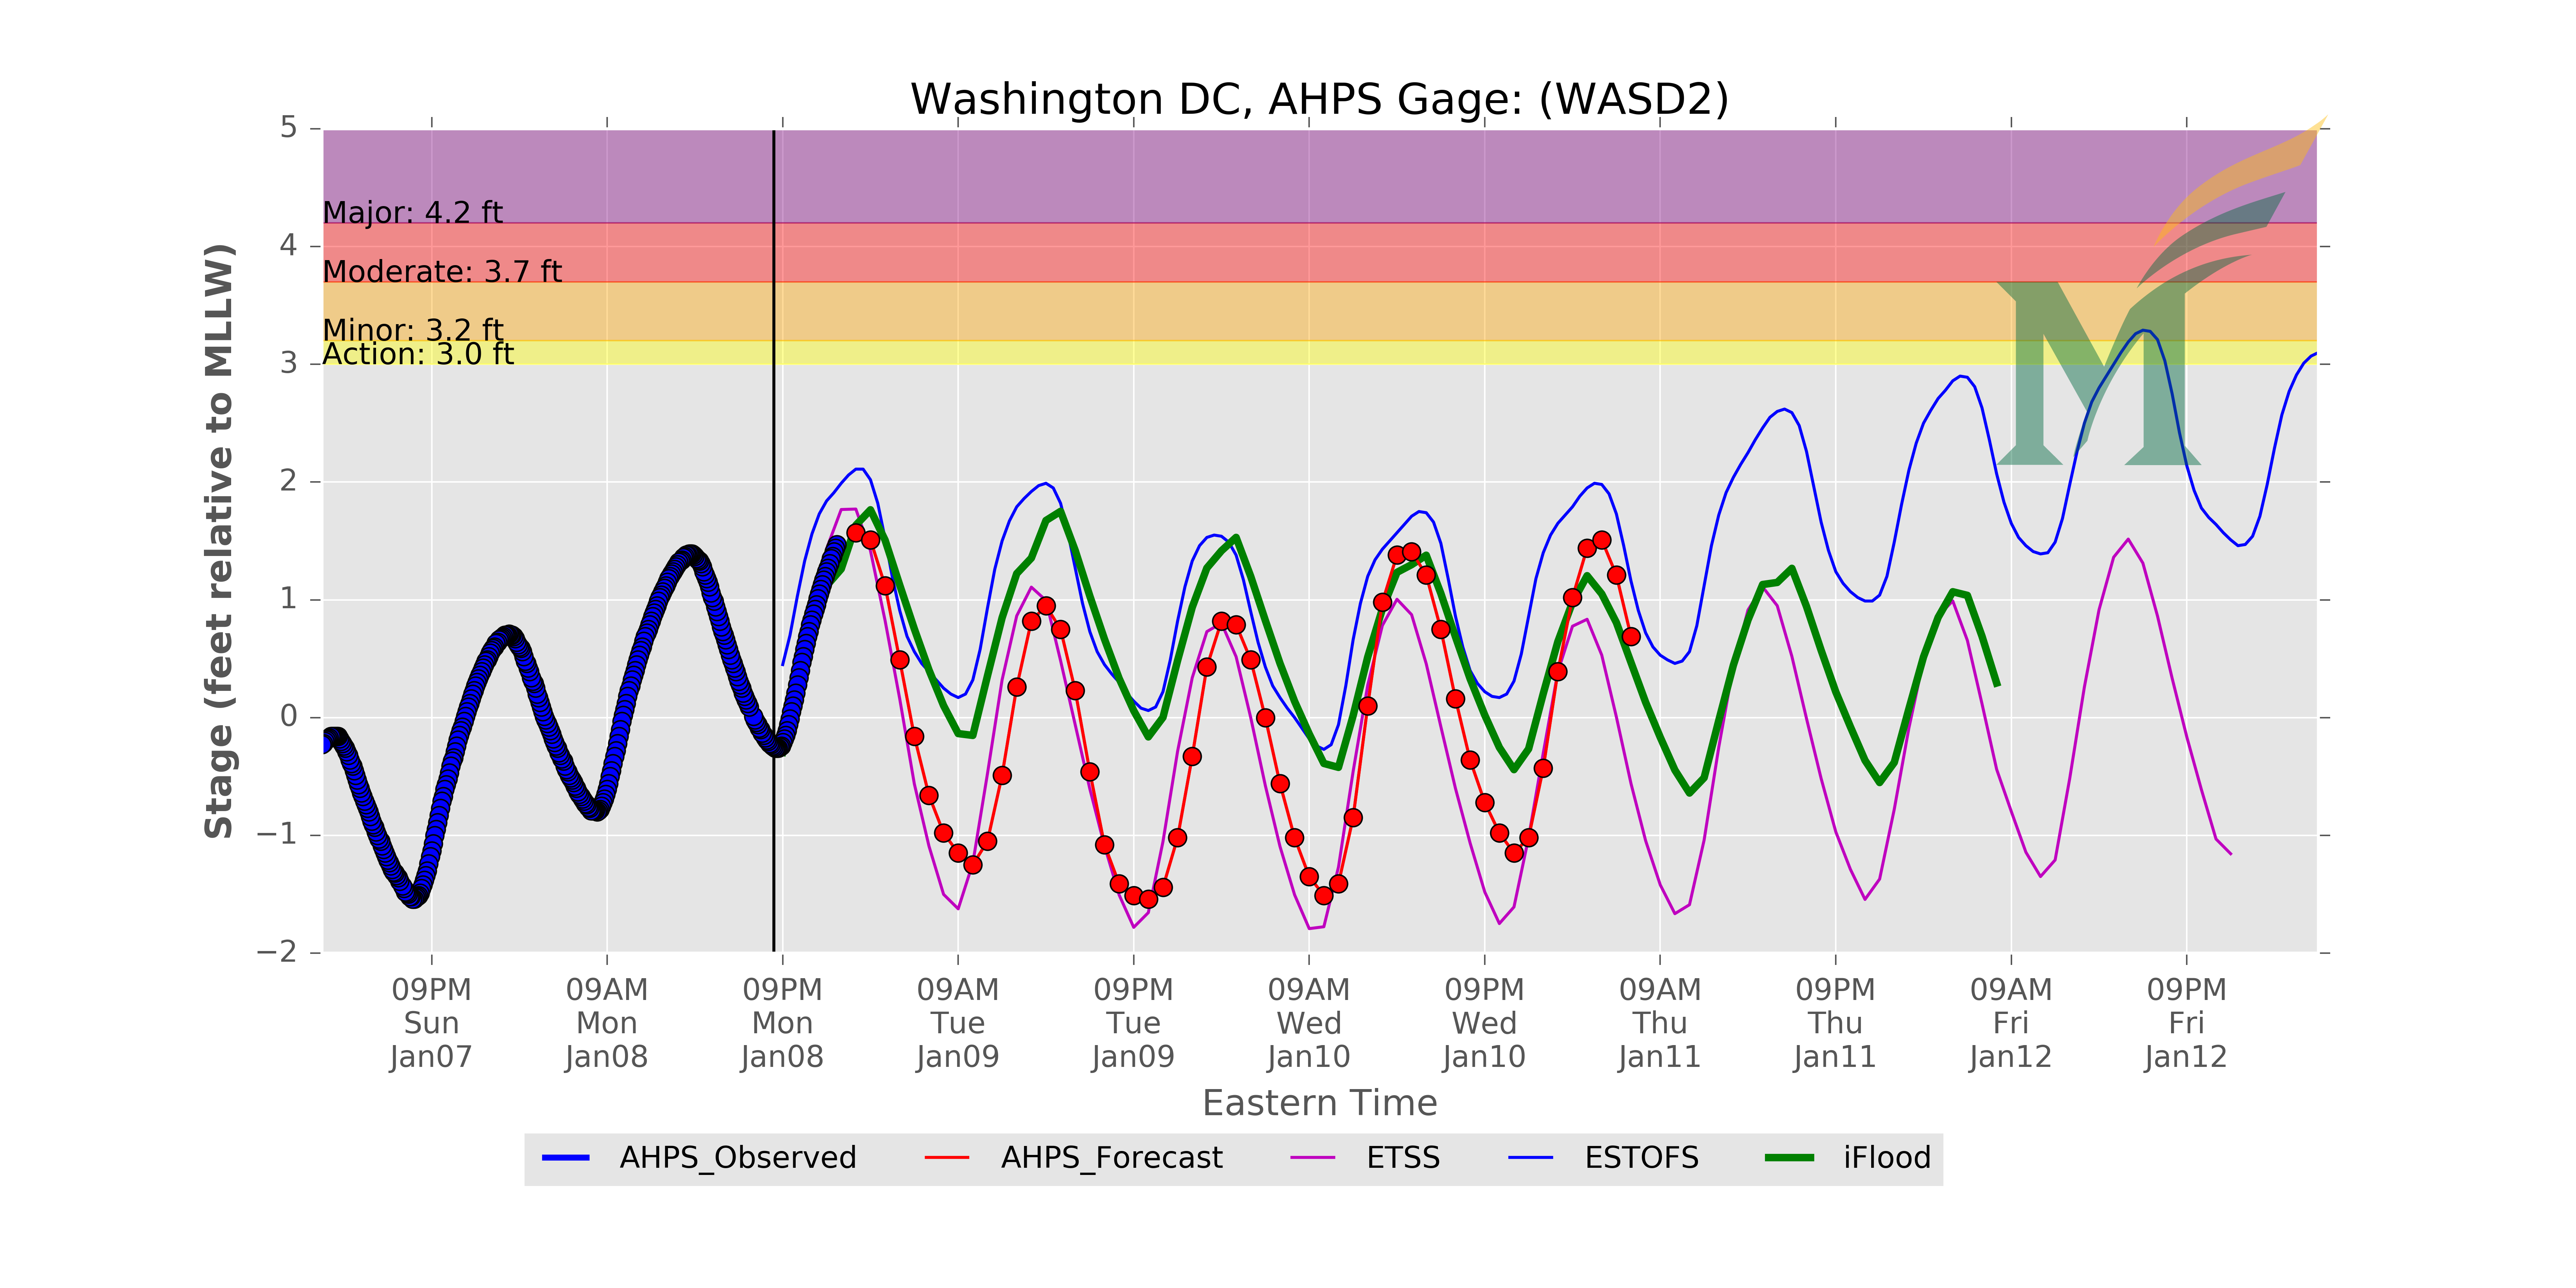 Washington DC, AHPS Gage: (WASD2)
Stage (feet relative to MLLW)
5
4
3
2
1
0
−1
−2
Major: 4.2 ft
Moderate: 3.7 ft
Minor: 3.2 ft
Action: 3.0 ft
M
09PM Sun Jan07
09AM Mon Jan08
09PM Mon Jan08
09AM Tue Jan09
09PM Tue Jan09
09AM Wed Jan10
09PM Wed Jan10
09AM Thu Jan11
09PM Thu Jan11
09AM Fri Jan12
09PM Fri Jan12
Eastern Time
AHPS_Observed AHPS_Forecast ETSS ESTOFS iFlood